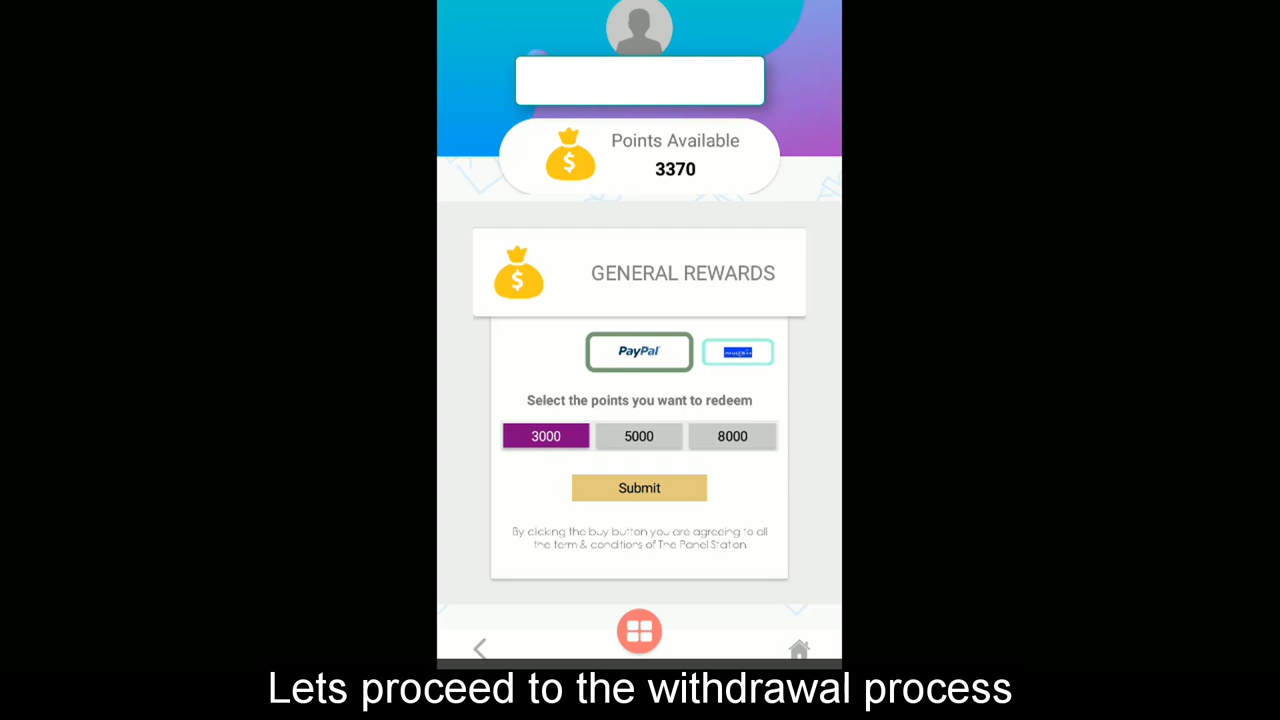 Points Available
3370
GENERAL REWARDS
PayPal
Select the points you want to redeem
3000 5000 8000
Submit
By clicking the buy button you are agreeing to all
the term & conditions of The Panel Station
Lets proceed to the withdrawal process